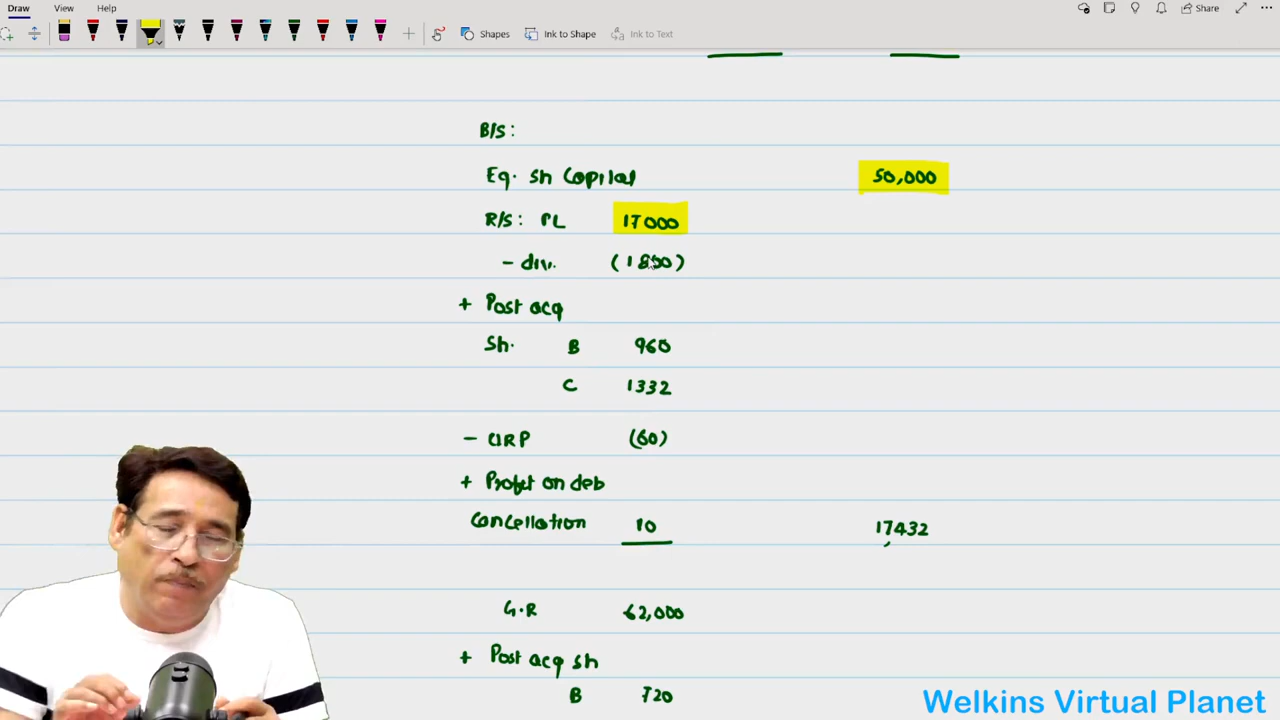 Draw View Help Share
Shapes Ink to Shape Ink to Text
B/S:
Eq. Sh Capital 50,000
R/S: PL 17000
- div.
+ Post acq
Sh. B 960
C 1332
- URP (60)
+ Profit on deb
Cancellation 10 17432
G.R 62,000
+ Post acq sh
B 720
Welkins Virtual Planet